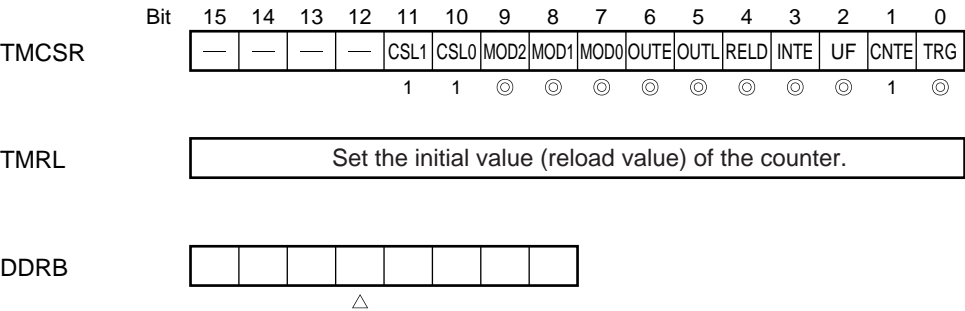 Bit 15 14 13 12 11 10 9 8 7 6 5 4 3 2 1 0
TMCSR — — — — CSL1 CSL0 MOD2 MOD1 MOD0 OUTE OUTL RELD INTE UF CNTE TRG
1 1 ◎ ◎ ◎ ◎ ◎ ◎ ◎ ◎ 1 ◎
TMRL Set the initial value (reload value) of the counter.
DDRB
△